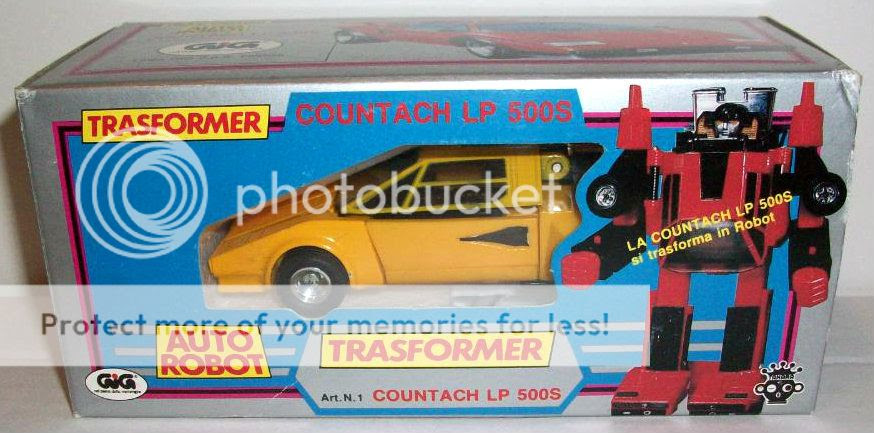 TRASFORMER
COUNTACH LP 500S
photobucket
LA COUNTACH LP 500S
si trasforma in Robot
Protect more of your memories for less!
AUTO
ROBOT
TRASFORMER
GiG
Art. N. 1 COUNTACH LP 500S
TAKARA